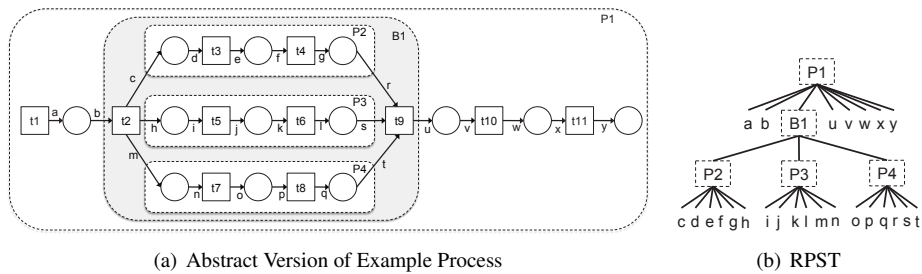 P1
B1
P2
d t3 e f t4 g
c
r
P3
t1 a b t2 h i t5 j k t6 l s t9 u v t10 w x t11 y
m
t
P4
n t7 o p t8 q
(a) Abstract Version of Example Process
P1
a b B1 u v w x y
P2 P3 P4
c d e f g h i j k l m n o p q r s t
(b) RPST